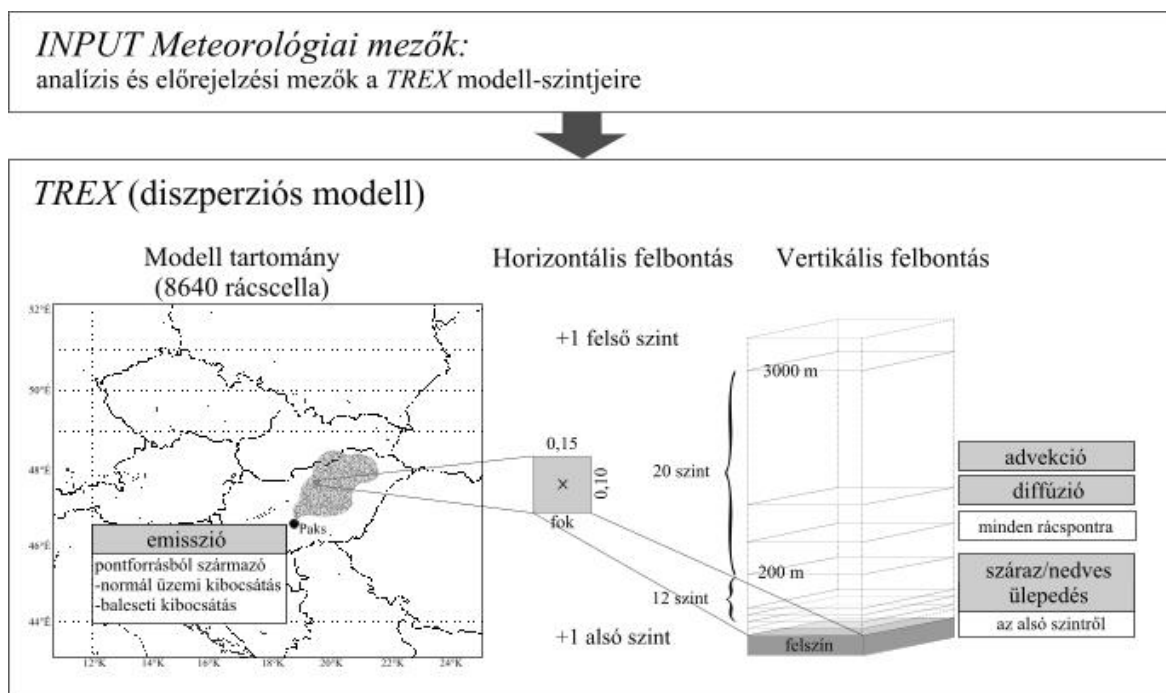 INPUT Meteorológiai mezők:
analízis és előrejelzési mezők a TREX modell-szintjeire
TREX (diszperziós modell)
Modell tartomány
(8640 rácscella)
52°É
50°É
48°É
46°É
44°É
12°K
14°K
16°K
18°K
20°K
22°K
24°K
Paks
emisszió
pontforrásból származó
-normál üzemi kibocsátás
-baleseti kibocsátás
Horizontális felbontás
0,15
0,10
fok
Vertikális felbontás
+1 felső szint
3000 m
20 szint
200 m
12 szint
+1 alsó szint
felszín
advekció
diffúzió
minden rácspontra
száraz/nedves
ülepedés
az alsó szintről